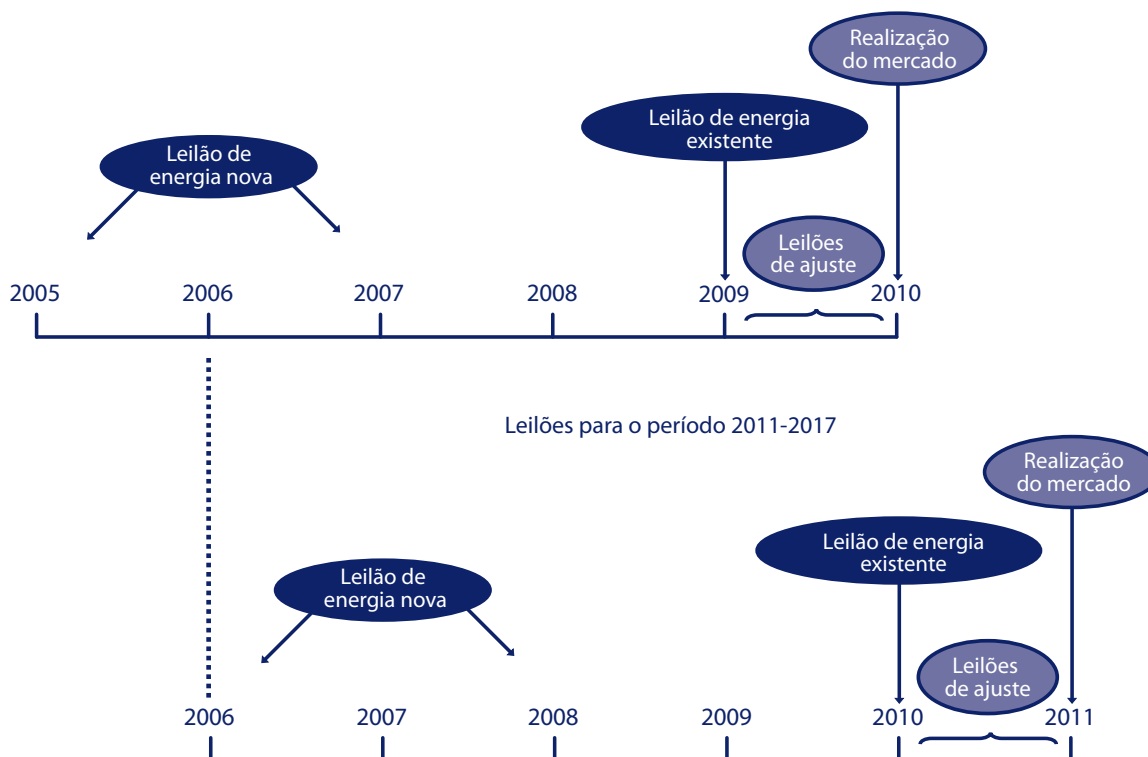 Realização
do mercado
Leilão de energia
existente
Leilão de
energia nova
Leilões
de ajuste
2005 2006 2007 2008 2009 2010
Leilões para o período 2011-2017
Realização
do mercado
Leilão de energia
existente
Leilão de
energia nova
Leilões
de ajuste
2006 2007 2008 2009 2010 2011